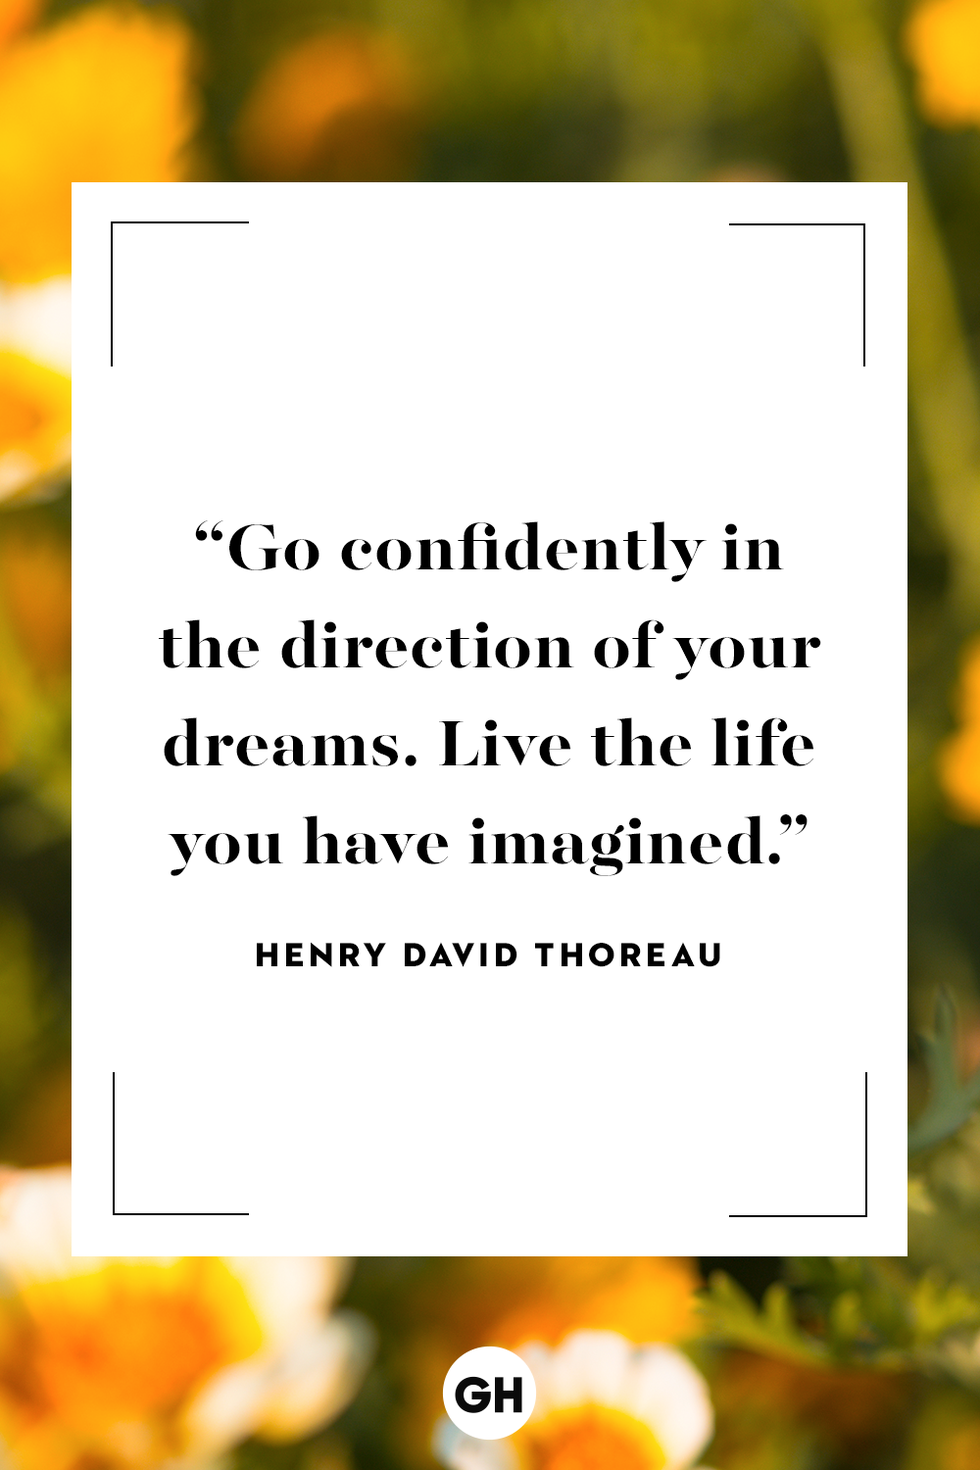 “Go confidently in
the direction of your
dreams. Live the life
you have imagined.”
HENRY DAVID THOREAU
GH